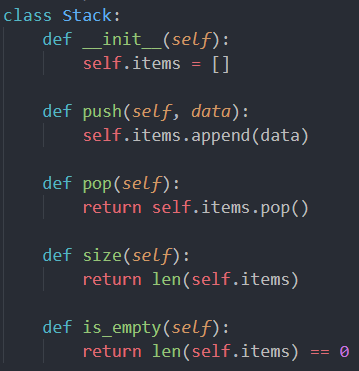 class Stack:
    def __init__(self):
        self.items = []

    def push(self, data):
        self.items.append(data)

    def pop(self):
        return self.items.pop()

    def size(self):
        return len(self.items)

    def is_empty(self):
        return len(self.items) == 0